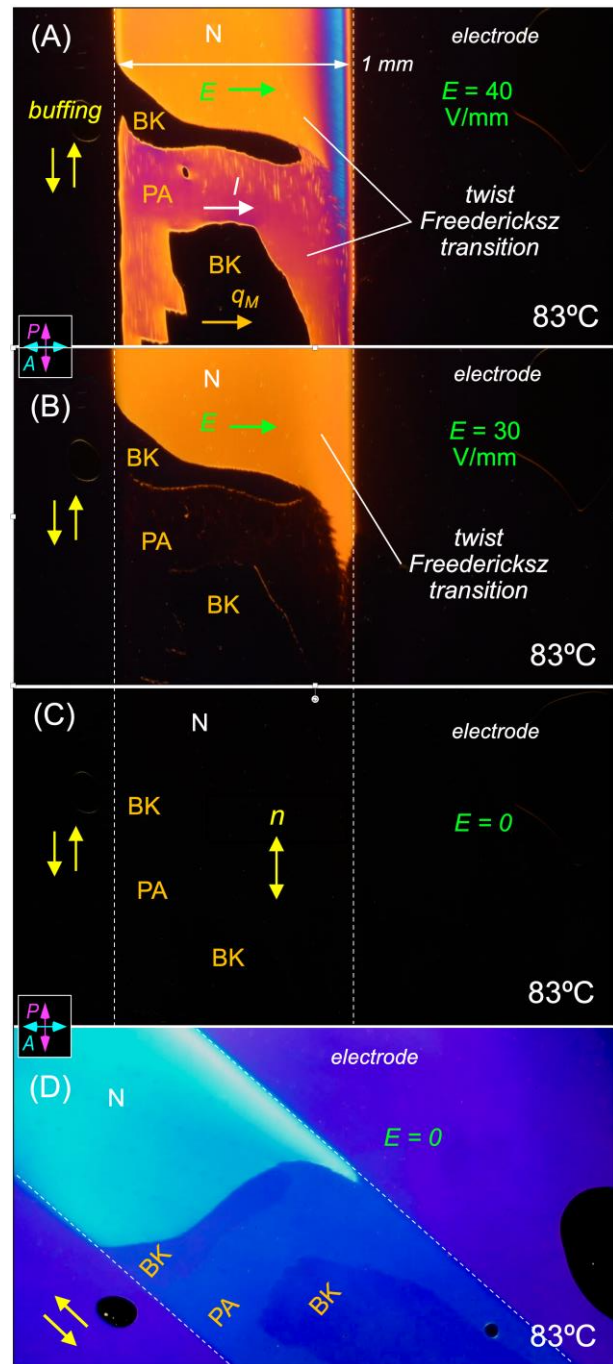 (A)
N
electrode
1 mm
E
E = 40
V/mm
buffing
BK
PA
l
twist
Freedericksz
transition
BK
q_M
83ºC
P
A
(B)
N
electrode
E
E = 30
V/mm
BK
PA
twist
Freedericksz
transition
BK
83ºC
(C)
N
electrode
BK
n
E = 0
PA
BK
83ºC
P
A
(D)
electrode
N
E = 0
BK
PA
BK
83ºC